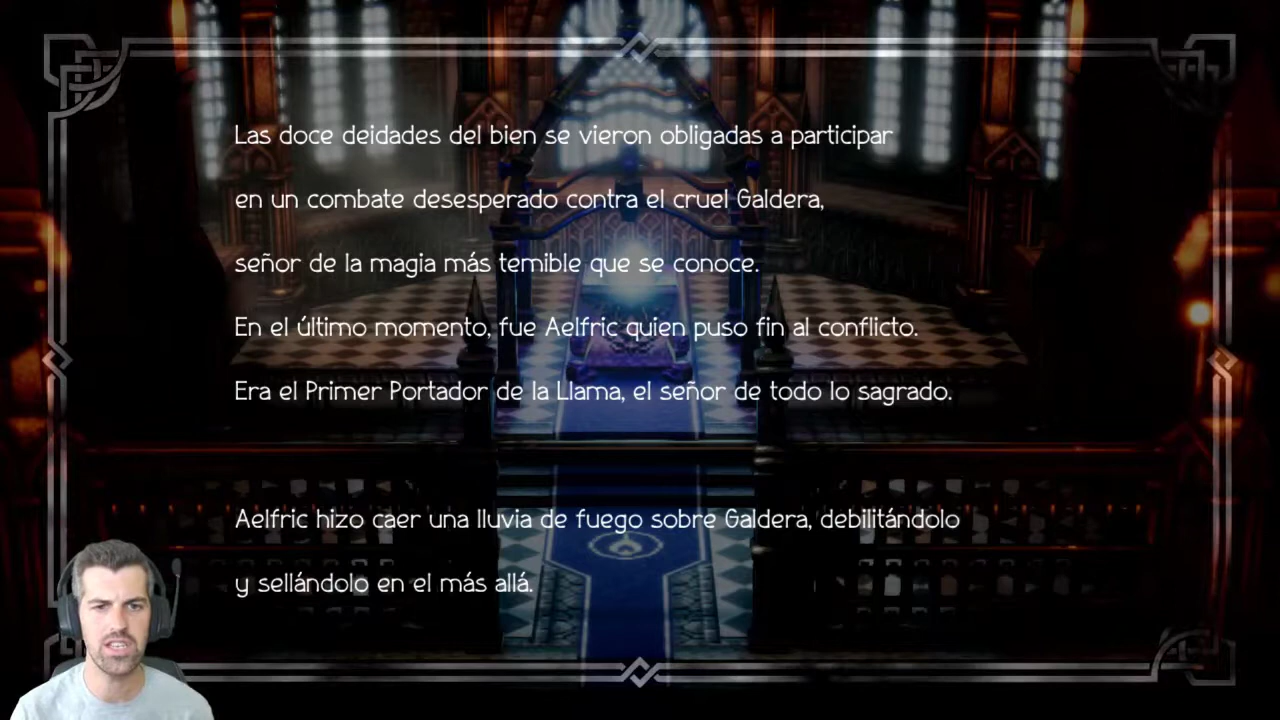 Las doce deidades del bien se vieron obligadas a participar
en un combate desesperado contra el cruel Galdera,
señor de la magia más temible que se conoce.
En el último momento, fue Aelfric quien puso fin al conflicto.
Era el Primer Portador de la Llama, el señor de todo lo sagrado.
Aelfric hizo caer una lluvia de fuego sobre Galdera, debilitándolo
y sellándolo en el más allá.